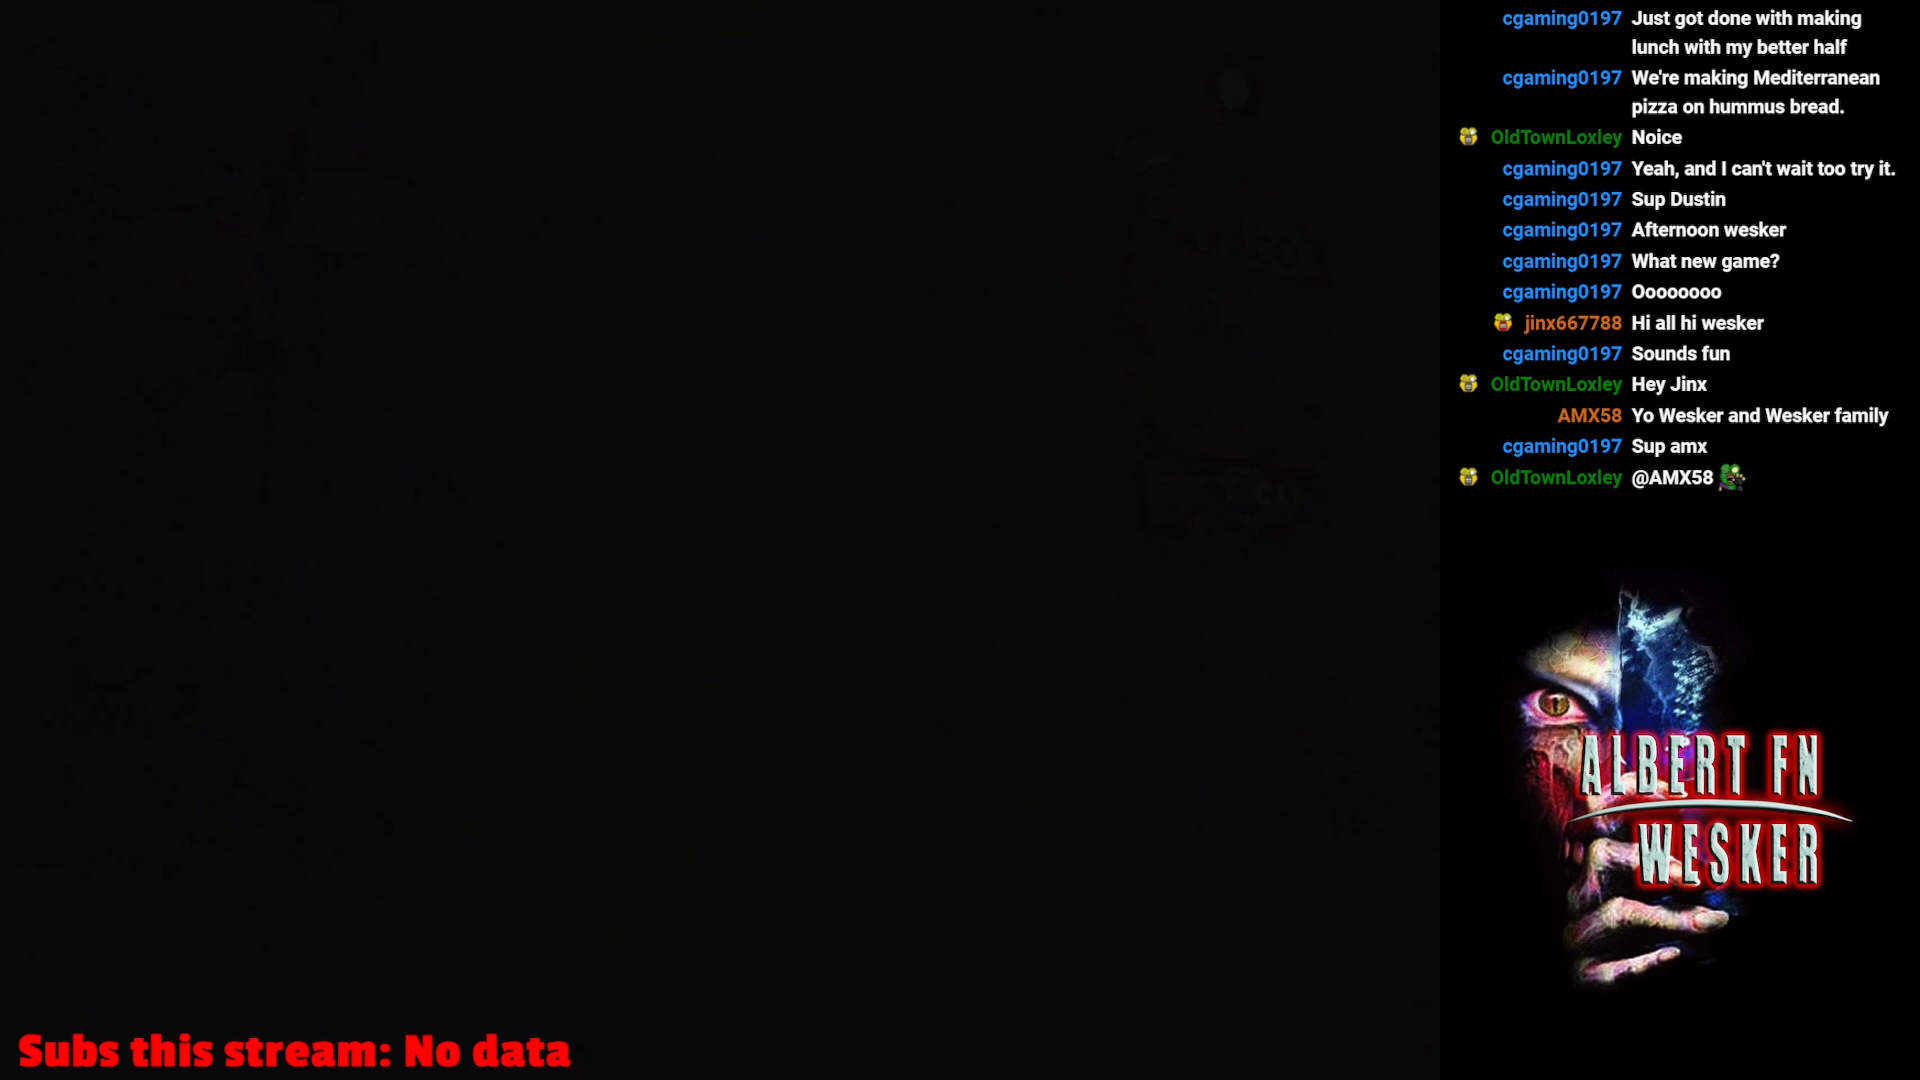 cgaming0197 Just got done with making
lunch with my better half
cgaming0197 We're making Mediterranean
pizza on hummus bread.
OldTownLoxley Noice
cgaming0197 Yeah, and I can't wait too try it.
cgaming0197 Sup Dustin
cgaming0197 Afternoon wesker
cgaming0197 What new game?
cgaming0197 Oooooooo
jinx667788 Hi all hi wesker
cgaming0197 Sounds fun
OldTownLoxley Hey Jinx
AMX58 Yo Wesker and Wesker family
cgaming0197 Sup amx
OldTownLoxley @AMX58
ALBERT FN
WESKER
Subs this stream: No data